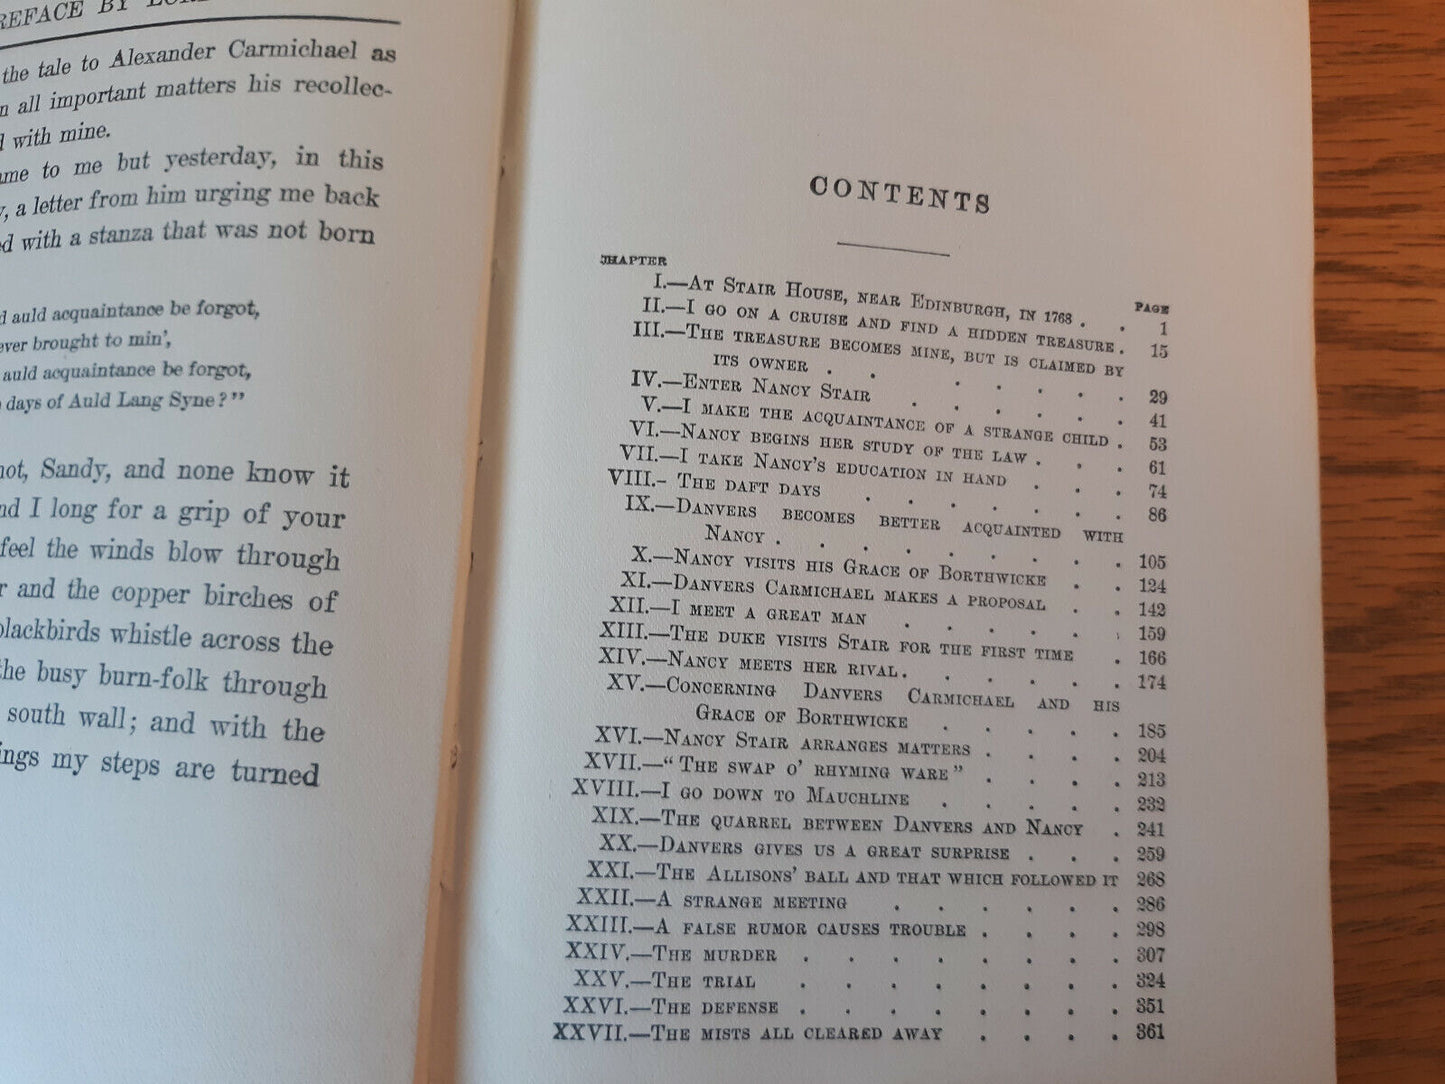 REFACE BY
the tale to Alexander Carmichael as
all important matters his recollec-
with mine.
me to me but yesterday, in this
a letter from him urging me back
with a stanza that was not born
auld acquaintance be forgot,
ever brought to min',
auld acquaintance be forgot,
days of Auld Lang Syne?"
not, Sandy, and none know it
I long for a grip of your
feel the winds blow through
and the copper birches of
blackbirds whistle across the
the busy burn-folk through
south wall; and with the
ings my steps are turned
CONTENTS
CHAPTER PAGE
I.—At Stair House, near Edinburgh, in 1768 . . 1
II.—I go on a cruise and find a hidden treasure . 15
III.—The treasure becomes mine, but is claimed by
its owner . . . . . . . 29
IV.—Enter Nancy Stair . . . . . . 41
V.—I make the acquaintance of a strange child . 53
VI.—Nancy begins her study of the law . . . 61
VII.—I take Nancy's education in hand . . . 74
VIII.- The daft days . . . . . . . 86
IX.—Danvers becomes better acquainted with
Nancy . . . . . . . . . 105
X.—Nancy visits his Grace of Borthwicke . . 124
XI.—Danvers Carmichael makes a proposal . . 142
XII.—I meet a great man . . . . . . 159
XIII.—The duke visits Stair for the first time . 166
XIV.—Nancy meets her rival . . . . . . 174
XV.—Concerning Danvers Carmichael and his
Grace of Borthwicke . . . . . 185
XVI.—Nancy Stair arranges matters . . . . 204
XVII.—"The swap o' rhyming ware" . . . . 213
XVIII.—I go down to Mauchline . . . . . 232
XIX.—The quarrel between Danvers and Nancy . 241
XX.—Danvers gives us a great surprise . . . 259
XXI.—The Allisons' ball and that which followed it 268
XXII.—A strange meeting . . . . . . 286
XXIII.—A false rumor causes trouble . . . . 298
XXIV.—The murder . . . . . . . . 307
XXV.—The trial . . . . . . . . 324
XXVI.—The defense . . . . . . . . 351
XXVII.—The mists all cleared away . . . . 361